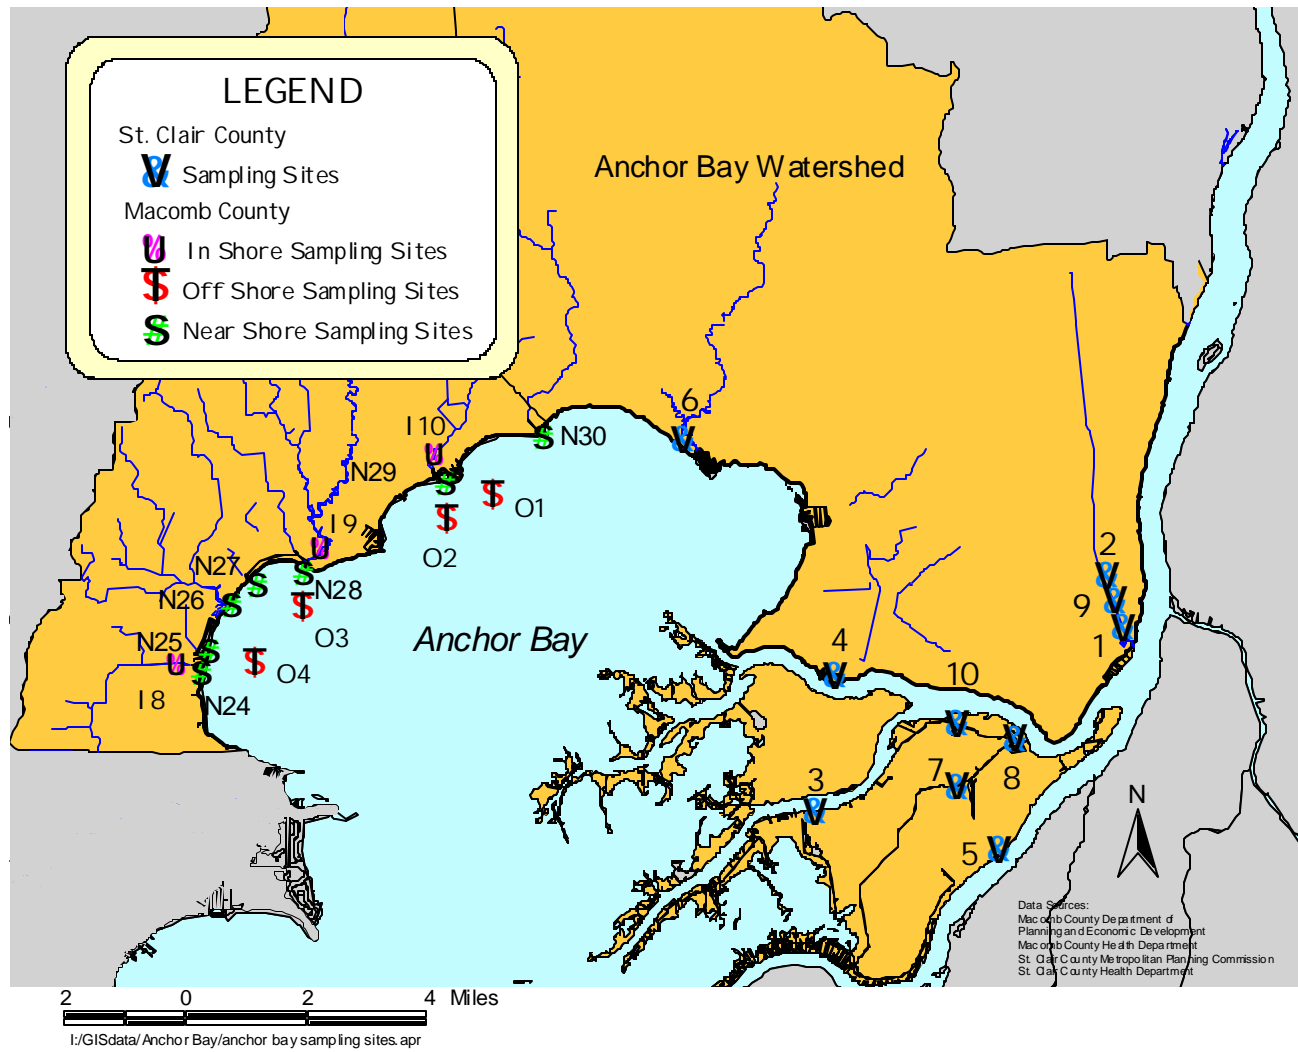 LEGEND
St. Clair County
Sampling Sites
Macomb County
In Shore Sampling Sites
Off Shore Sampling Sites
Near Shore Sampling Sites
Anchor Bay Watershed
6
I10
N30
N29
O1
I9
O2
N27
N28
N26
O3
N25
O4
I8
N24
Anchor Bay
2
9
1
4
10
7
8
3
5
N
Data Sources:
Macomb County Department of
Planning and Economic Development
Macomb County Health Department
St. Clair County Metropolitan Planning Commission
St. Clair County Health Department
2 0 2 4 Miles
I:/GISdata/Anchor Bay/anchor bay sampling sites.apr